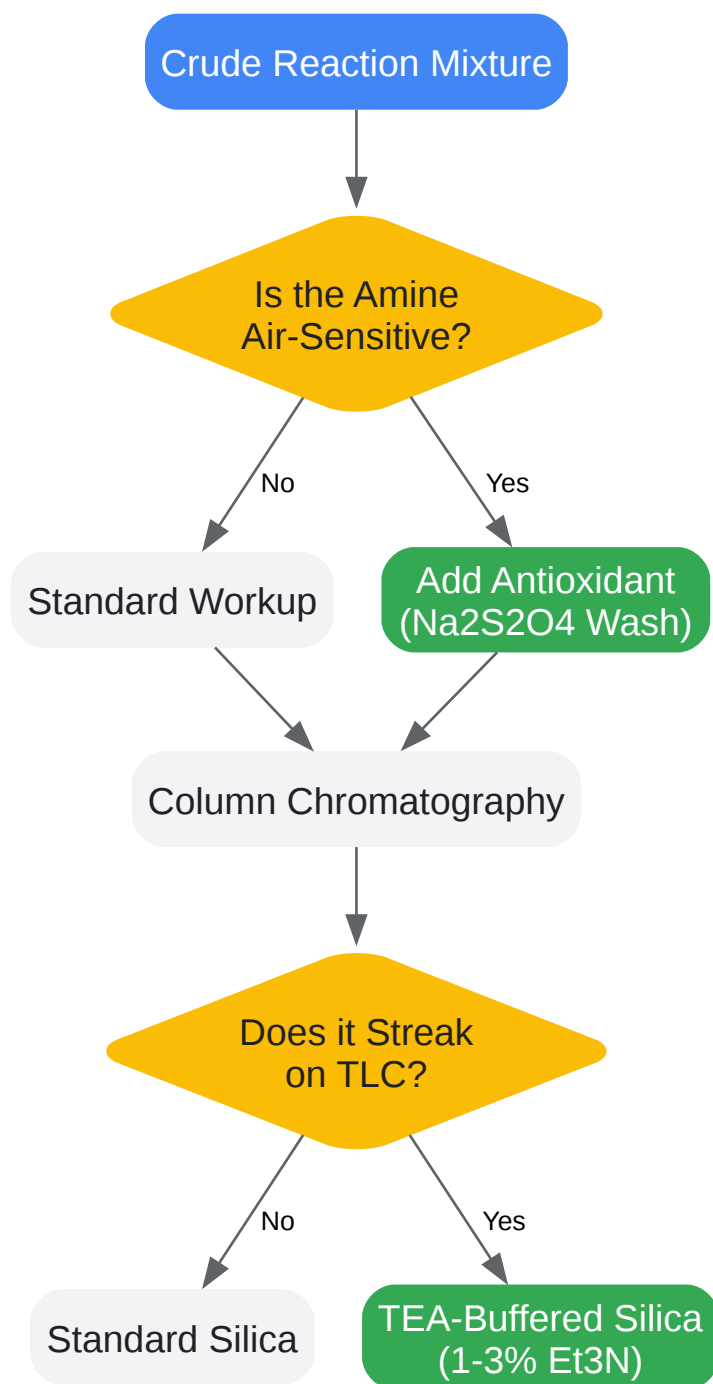 Crude Reaction Mixture
Is the Amine
Air-Sensitive?
No
Yes
Standard Workup
Add Antioxidant
(Na2S2O4 Wash)
Column Chromatography
Does it Streak
on TLC?
No
Yes
Standard Silica
TEA-Buffered Silica
(1-3% Et3N)